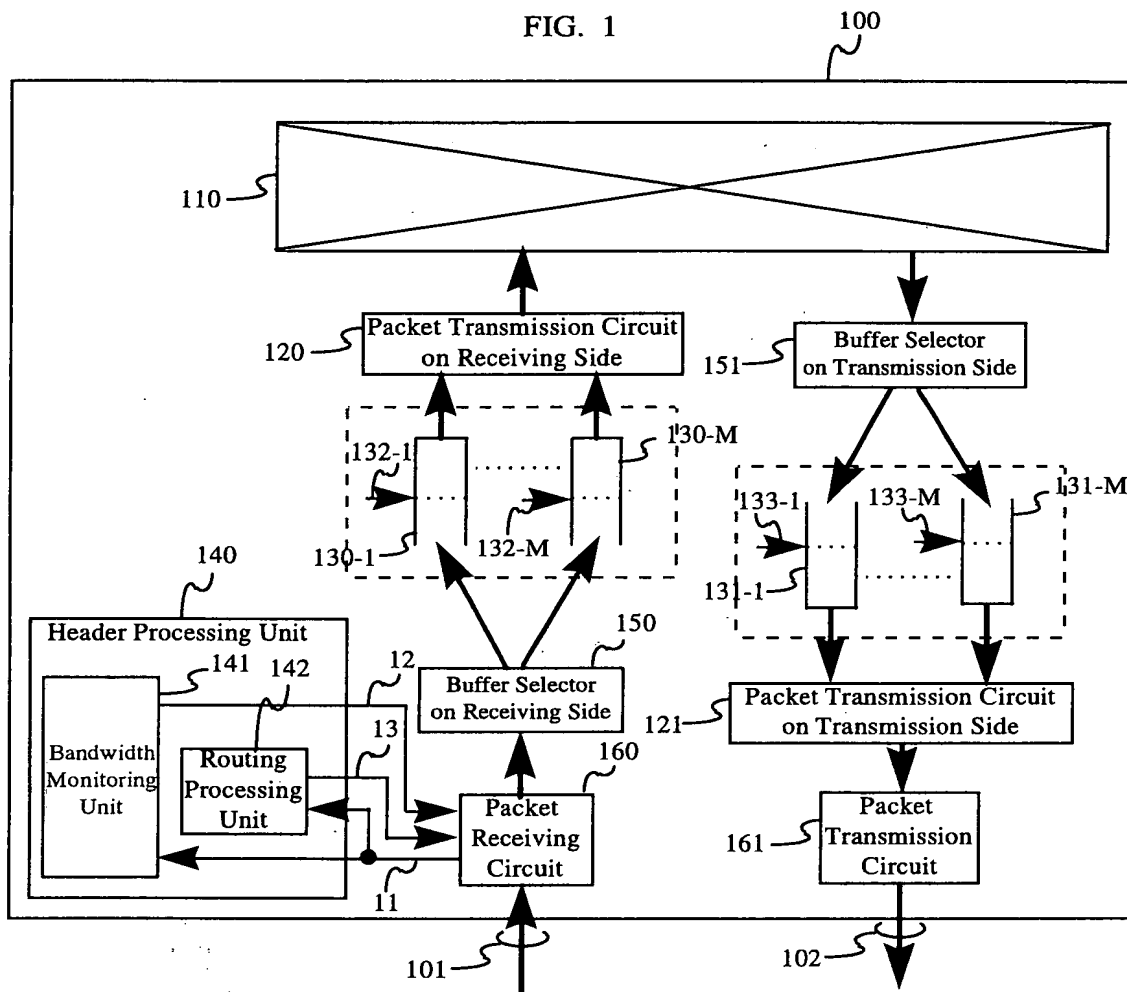 FIG. 1
100
110
120
Packet Transmission Circuit
on Receiving Side
151
Buffer Selector
on Transmission Side
132-1
130-M
130-1
132-M
133-1
133-M
131-M
131-1
140
Header Processing Unit
141
142
12
150
Buffer Selector
on Receiving Side
121
Packet Transmission Circuit
on Transmission Side
Bandwidth
Monitoring
Unit
Routing
Processing
Unit
13
160
Packet
Receiving
Circuit
161
Packet
Transmission
Circuit
11
101
102